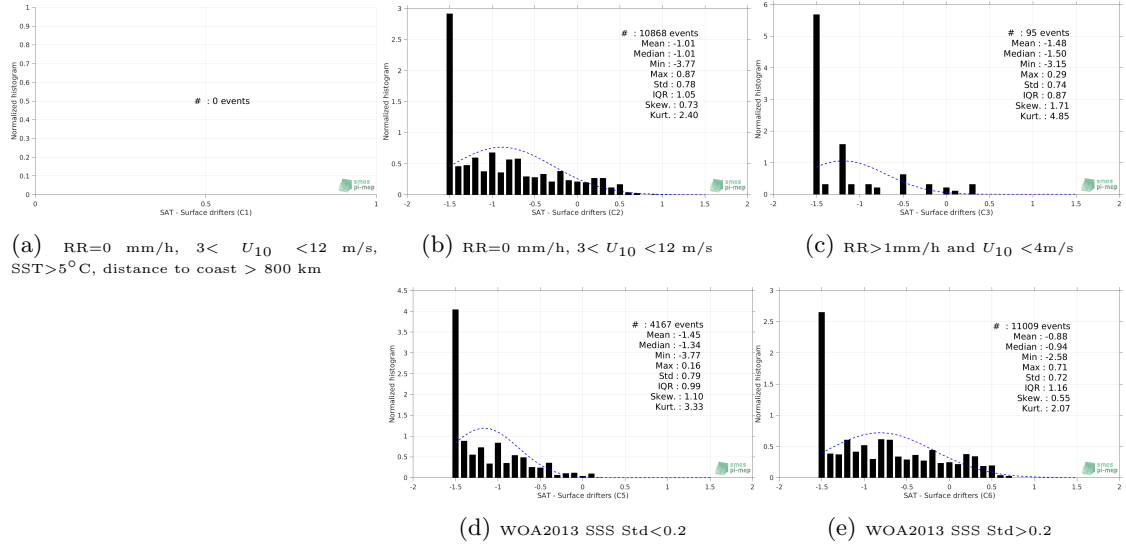 1
0.9
0.8
0.7
0.6
0.5
0.4
0.3
0.2
0.1
0
Normalized histogram
# : 0 events
smos
pi-mep
0 0.5 1
SAT - Surface drifters (C1)
(a) RR=0 mm/h, 3< U10 <12 m/s,
SST>5°C, distance to coast > 800 km
3
2.5
2
1.5
1
0.5
0
Normalized histogram
# : 10868 events
Mean : -1.01
Median : -1.01
Min : -3.77
Max : 0.87
Std : 0.78
IQR : 1.05
Skew. : 0.73
Kurt. : 2.40
smos
pi-mep
-2 -1.5 -1 -0.5 0 0.5 1 1.5 2
SAT - Surface drifters (C2)
(b) RR=0 mm/h, 3< U10 <12 m/s
6
5
4
3
2
1
0
Normalized histogram
# : 95 events
Mean : -1.48
Median : -1.50
Min : -3.15
Max : 0.29
Std : 0.74
IQR : 0.87
Skew. : 1.71
Kurt. : 4.85
smos
pi-mep
-2 -1.5 -1 -0.5 0 0.5 1 1.5 2
SAT - Surface drifters (C3)
(c) RR>1mm/h and U10 <4m/s
4.5
4
3.5
3
2.5
2
1.5
1
0.5
0
Normalized histogram
# : 4167 events
Mean : -1.45
Median : -1.34
Min : -3.77
Max : 0.16
Std : 0.79
IQR : 0.99
Skew. : 1.10
Kurt. : 3.33
smos
pi-mep
-2 -1.5 -1 -0.5 0 0.5 1 1.5 2
SAT - Surface drifters (C5)
(d) WOA2013 SSS Std<0.2
3
2.5
2
1.5
1
0.5
0
Normalized histogram
# : 11009 events
Mean : -0.88
Median : -0.94
Min : -2.58
Max : 0.71
Std : 0.72
IQR : 1.16
Skew. : 0.55
Kurt. : 2.07
smos
pi-mep
-2 -1.5 -1 -0.5 0 0.5 1 1.5 2
SAT - Surface drifters (C6)
(e) WOA2013 SSS Std>0.2